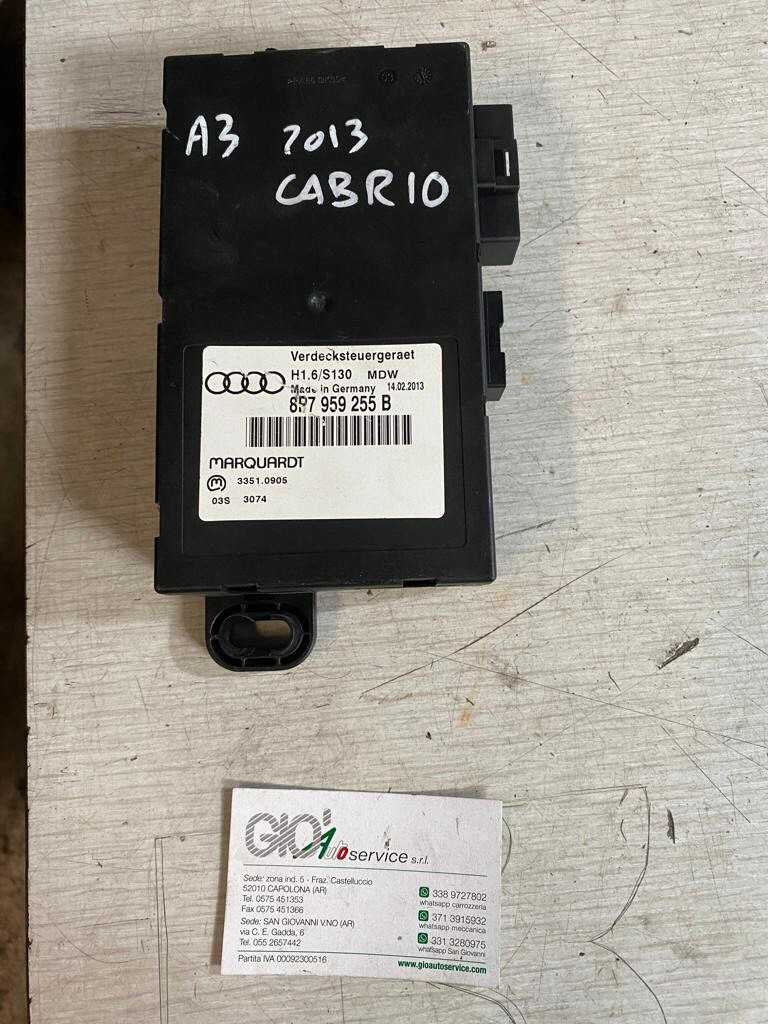 A3 2013
CABRIO
Verdecksteuergeraet
H1.6/S130 MDW
Made in Germany 14.02.2013
8P7 959 255 B
MARQUARDT
3351.0905
03S 3074
GIO'
Autoservice s.r.l.
Sede: zona ind. 5 - Fraz. Castelluccio
52010 CAPOLONA (AR)
Tel. 0575 451353
Fax 0575 451366
Sede: SAN GIOVANNI V.NO (AR)
via C. E. Gadda, 6
Tel. 055 2657442
Partita IVA 00092300516
339 9727802
whatsapp carrozzeria
371 3915932
whatsapp meccanica
331 3280975
whatsapp San Giovanni
www.gioautoservice.com